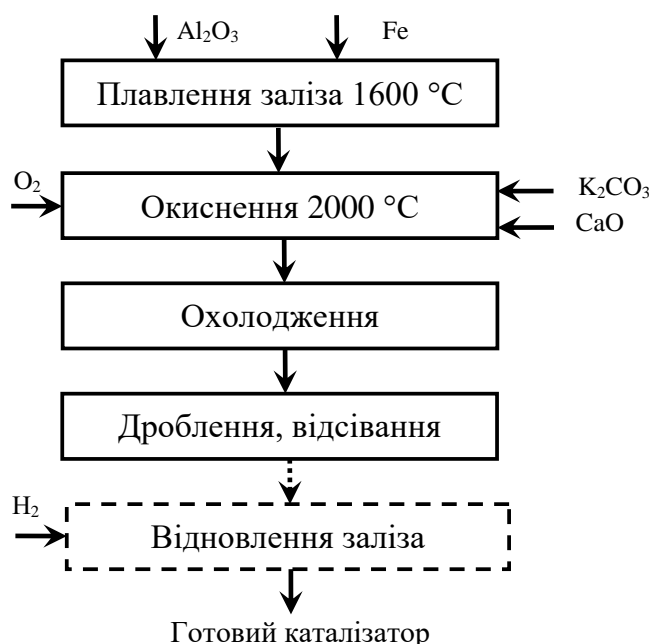 Al₂O₃ Fe
Плавлення заліза 1600 °С
O₂
K₂CO₃
Окиснення 2000 °С
CaO
Охолодження
Дроблення, відсівання
H₂
Відновлення заліза
Готовий каталізатор